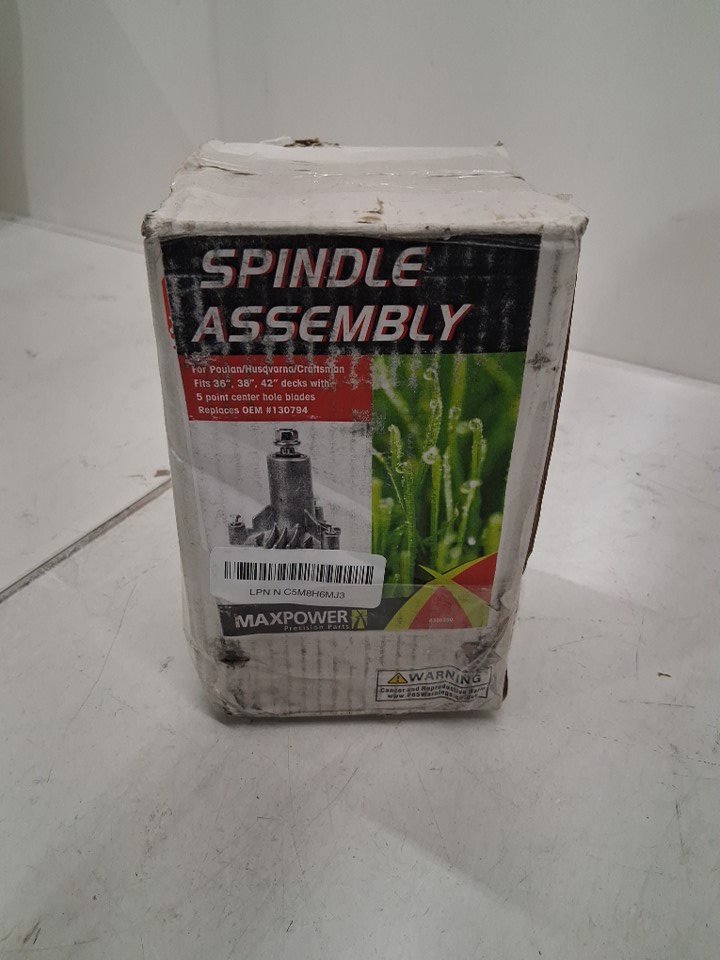 SPINDLE
ASSEMBLY
For Poulan/Husqvarna/Craftsman
Fits 36", 38", 42" decks with
5 point center hole blades
Replaces OEM #130794
LPN N C5M8H6MJ3
MAXPOWER
Precision Parts
WARNING
Cancer and Reproductive Harm